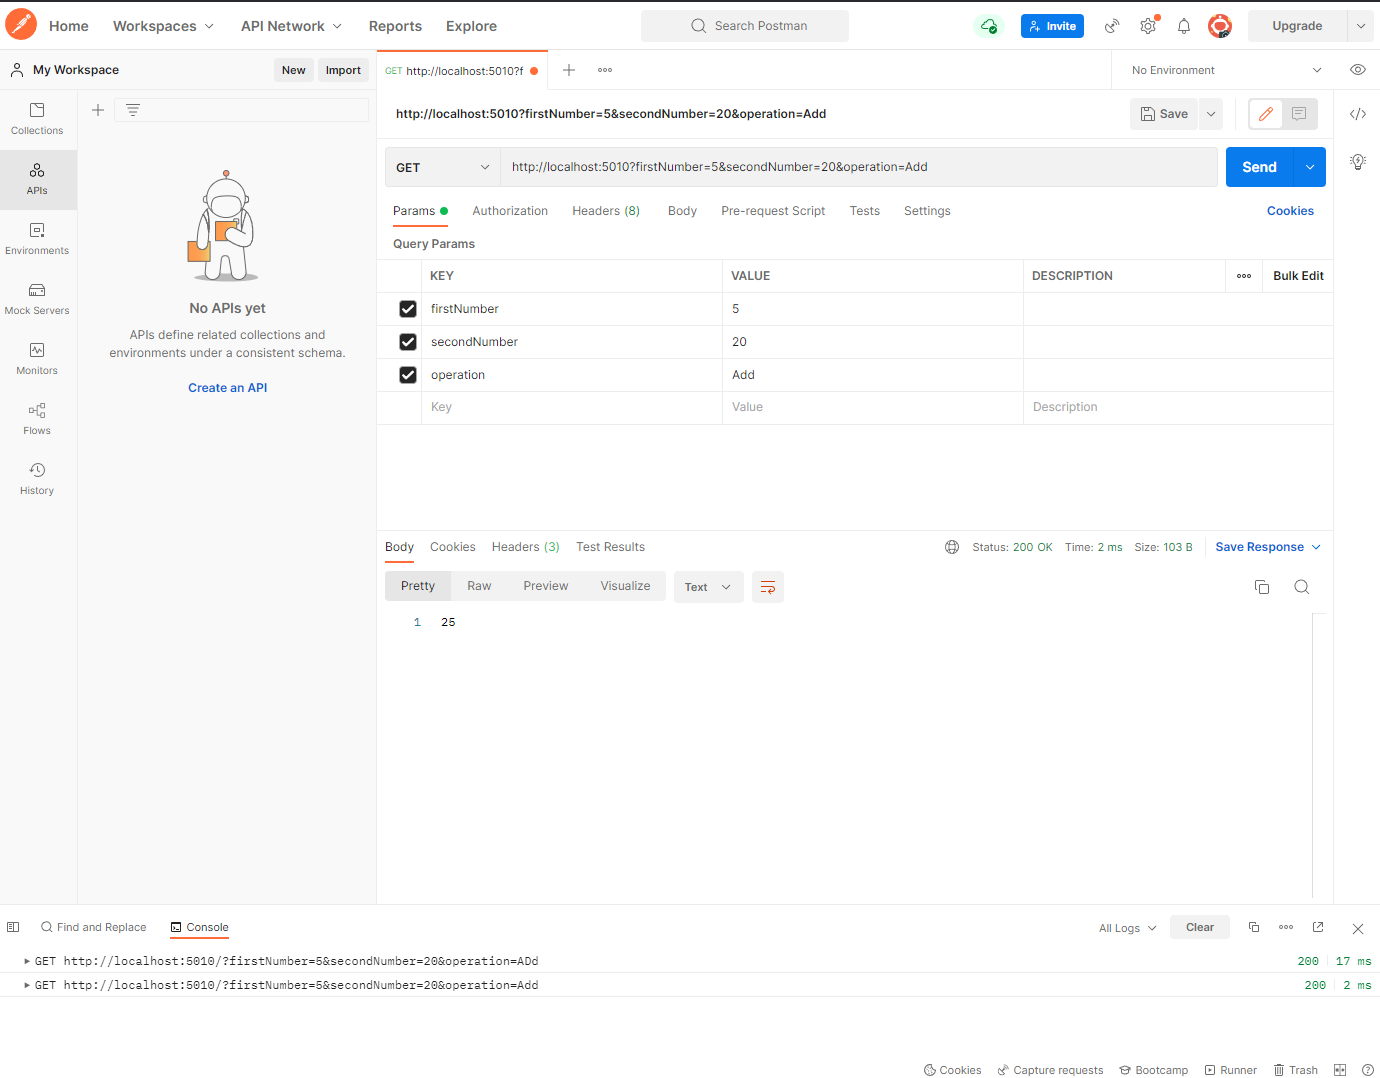 Home Workspaces API Network Reports Explore Search Postman Invite Upgrade
My Workspace New Import GET http://localhost:5010?f No Environment
Collections
APIs
Environments
Mock Servers
Monitors
Flows
History
No APIs yet
APIs define related collections and
environments under a consistent schema.
Create an API
http://localhost:5010?firstNumber=5&secondNumber=20&operation=Add Save
GET http://localhost:5010?firstNumber=5&secondNumber=20&operation=Add Send
Params Authorization Headers (8) Body Pre-request Script Tests Settings Cookies
Query Params
KEY VALUE DESCRIPTION Bulk Edit
firstNumber 5
secondNumber 20
operation Add
Key Value Description
Body Cookies Headers (3) Test Results Status: 200 OK Time: 2 ms Size: 103 B Save Response
Pretty Raw Preview Visualize Text
1 25
Find and Replace Console All Logs Clear
GET http://localhost:5010/?firstNumber=5&secondNumber=20&operation=ADd 200 17 ms
GET http://localhost:5010/?firstNumber=5&secondNumber=20&operation=Add 200 2 ms
Cookies Capture requests Bootcamp Runner Trash